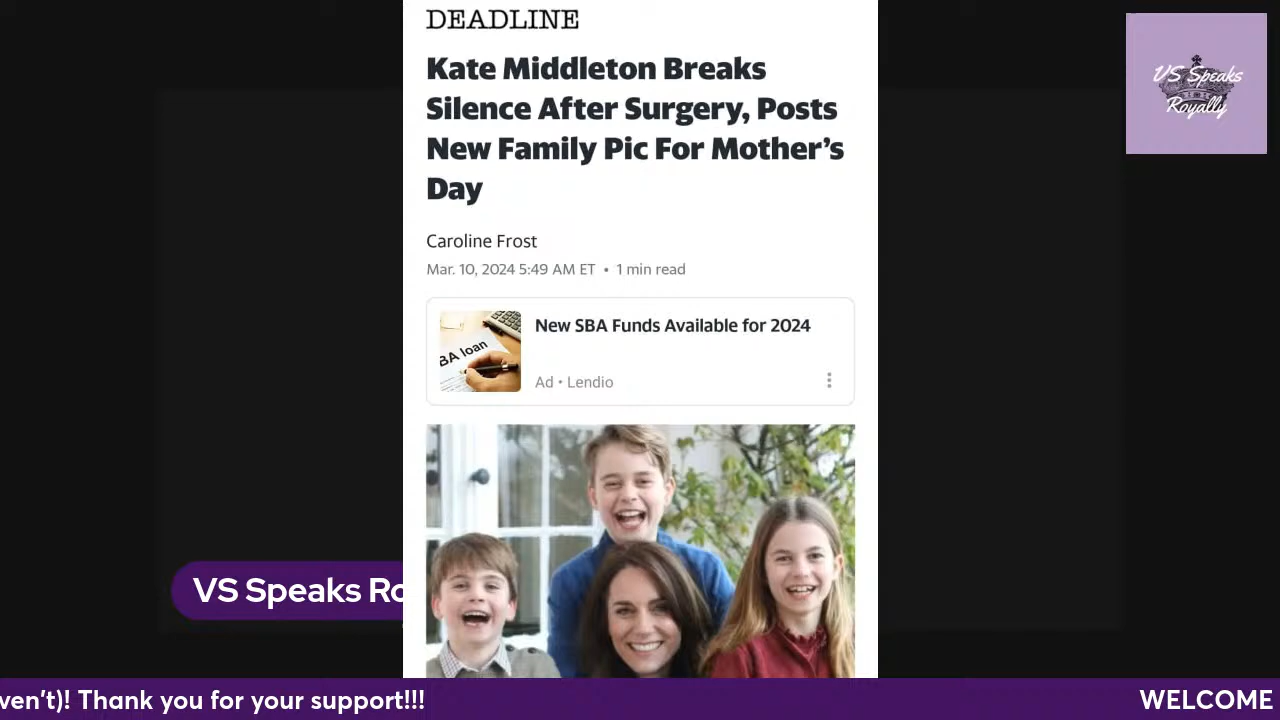 DEADLINE
Kate Middleton Breaks
Silence After Surgery, Posts
New Family Pic For Mother’s
Day
Caroline Frost
Mar. 10, 2024 5:49 AM ET • 1 min read
BA loan
New SBA Funds Available for 2024
Ad • Lendio
VS Speaks
Royally
VS Speaks Ro
ven't)! Thank you for your support!!!
WELCOME